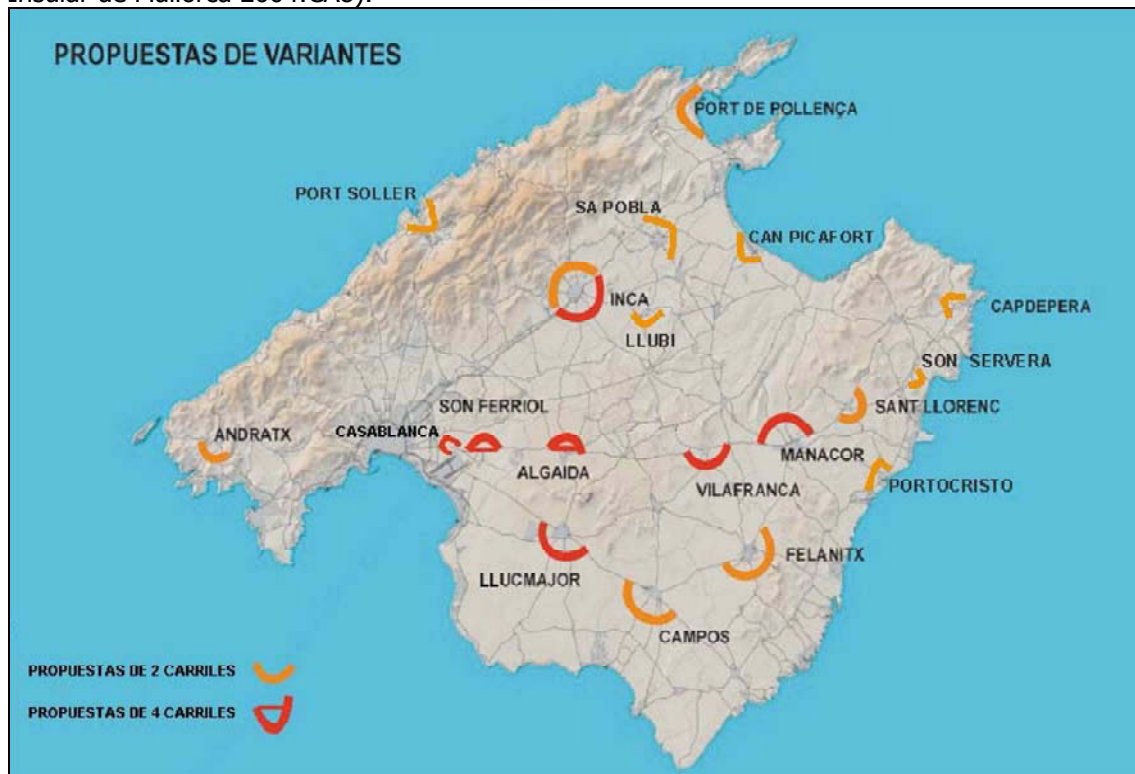 Insular de Mallorca 2004.CAU).
PROPUESTAS DE VARIANTES
PORT DE POLLENÇA
PORT SOLLER
SA POBLA
CAN PICAFORT
INCA
CAPDEPERA
LLUBI
SON SERVERA
SON FERRIOL
SANT LLORENC
ANDRATX
CASABLANCA
MANACOR
ALGAIDA
VILAFRANCA
PORTOCRISTO
FELANITX
LLUCMAJOR
CAMPOS
PROPUESTAS DE 2 CARRILES
PROPUESTAS DE 4 CARRILES